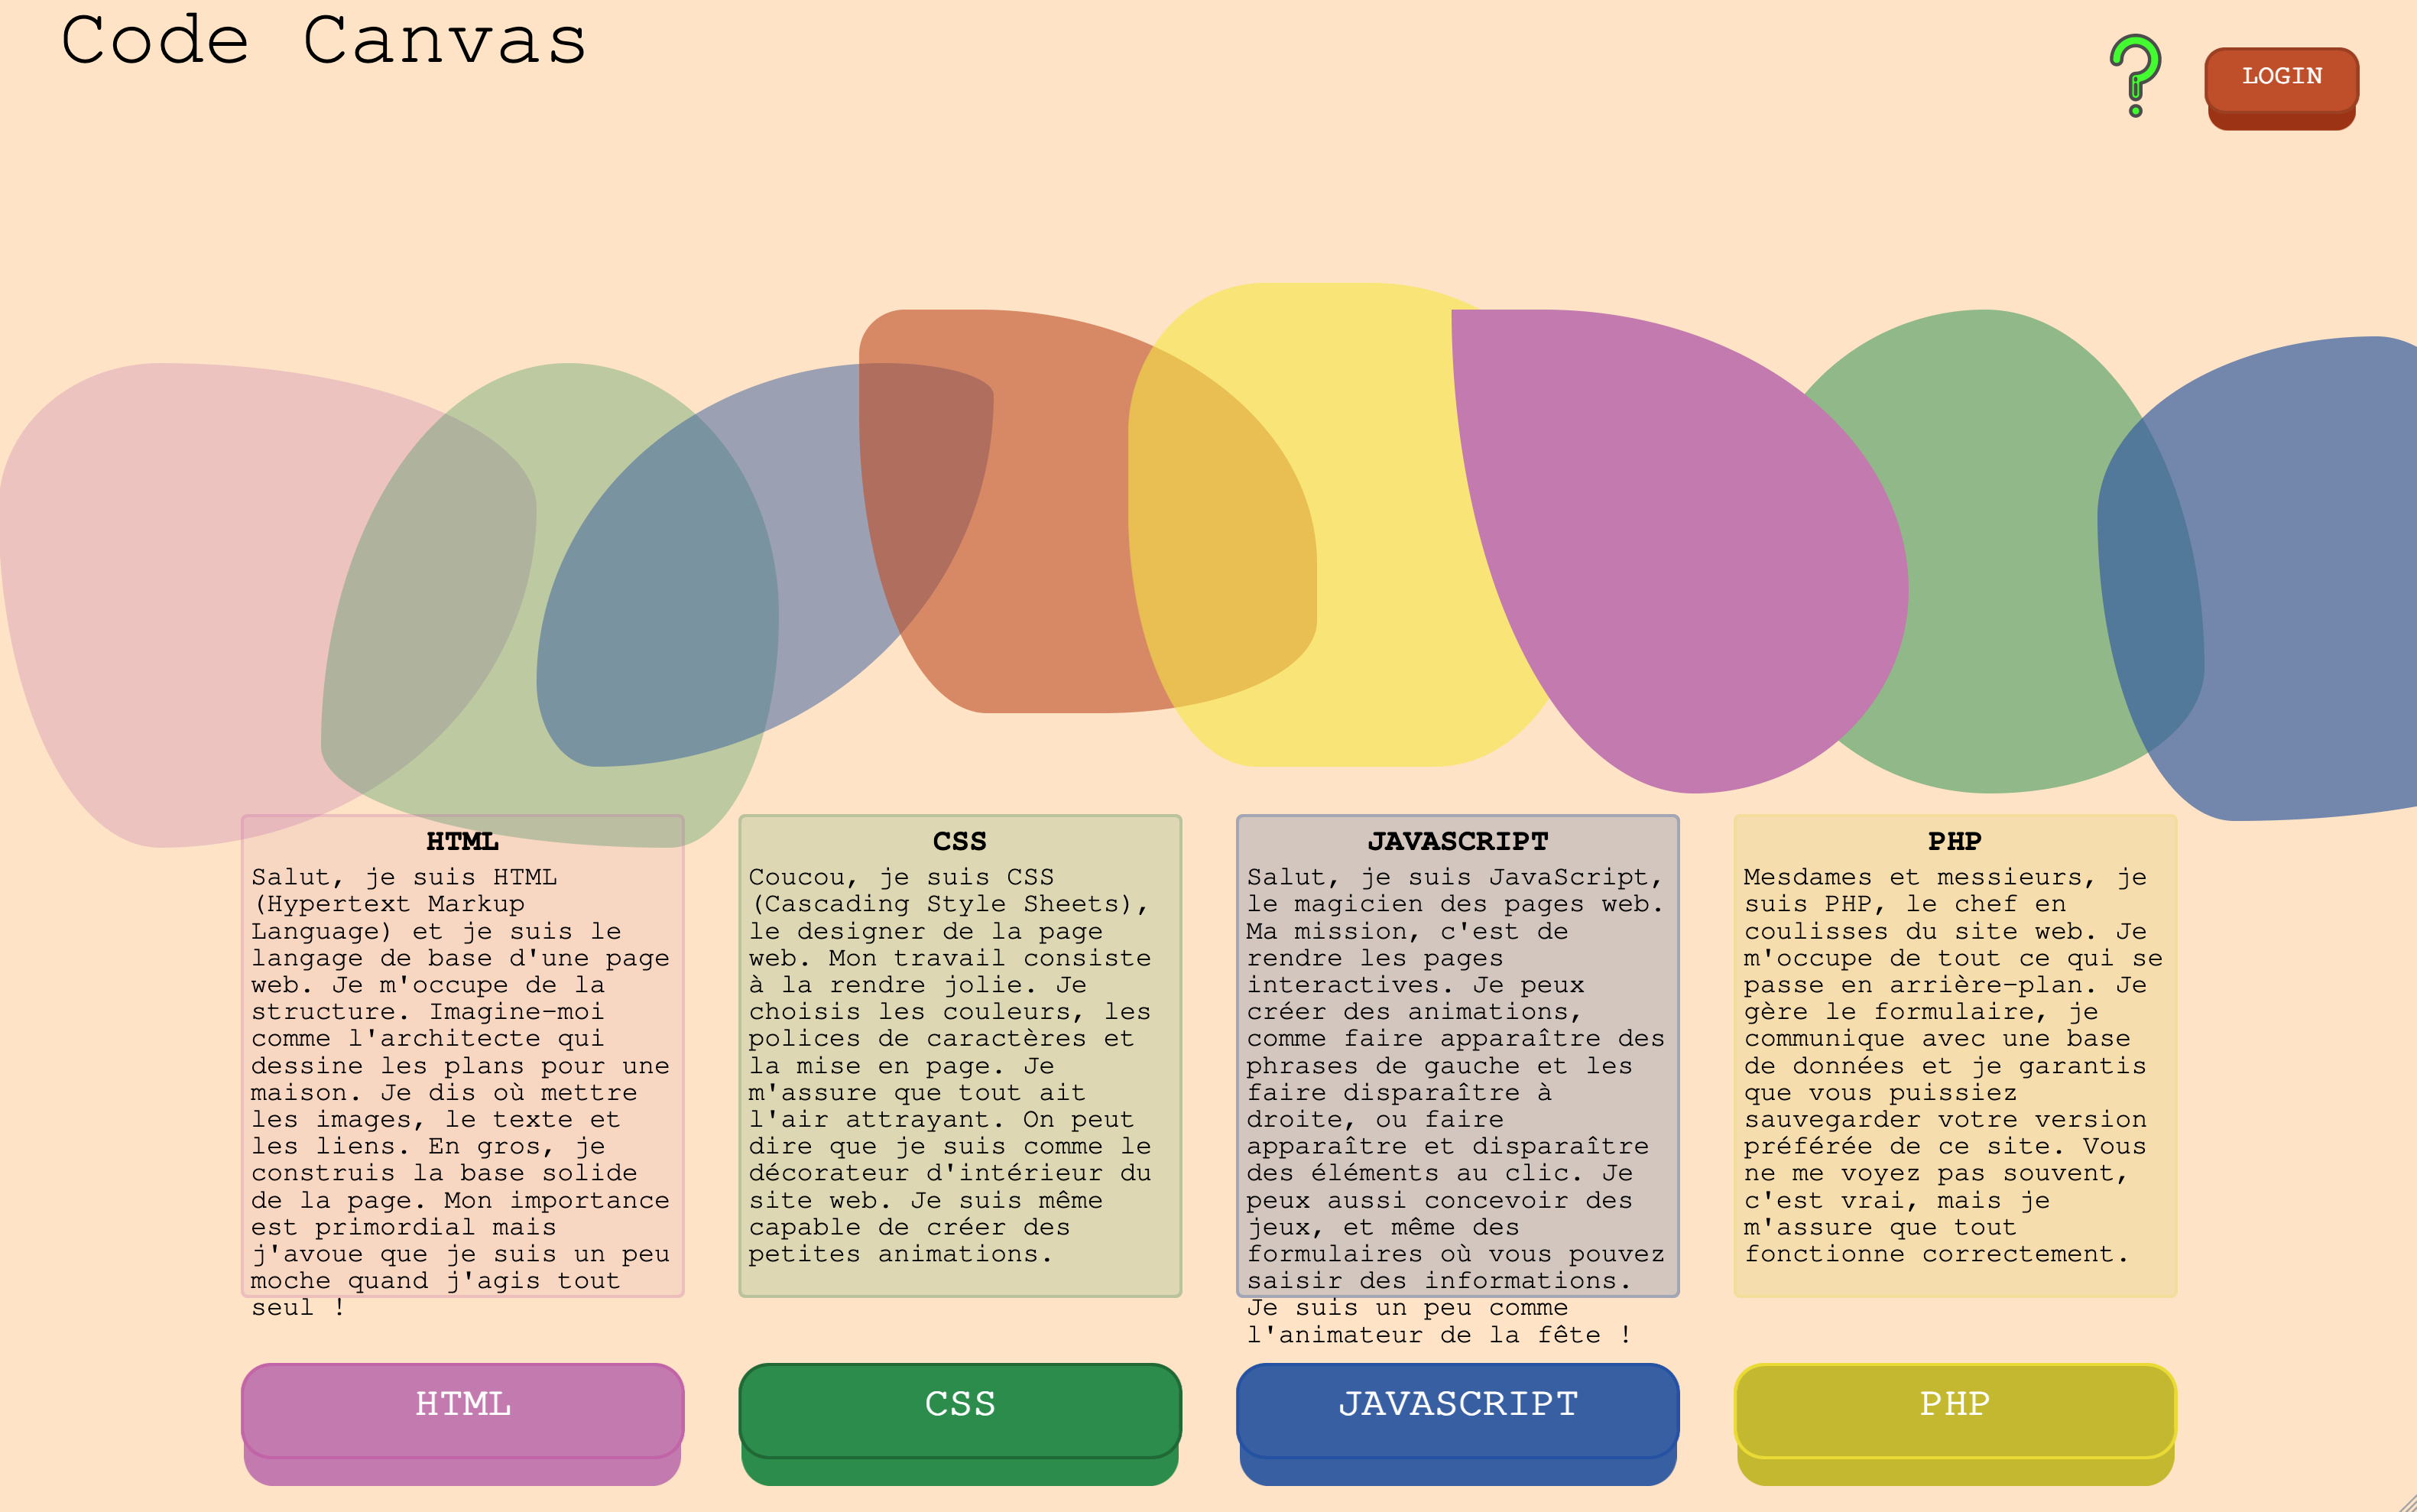 Code Canvas
?
LOGIN
HTML
Salut, je suis HTML
(Hypertext Markup
Language) et je suis le
langage de base d'une page
web. Je m'occupe de la
structure. Imagine-moi
comme l'architecte qui
dessine les plans pour une
maison. Je dis où mettre
les images, le texte et
les liens. En gros, je
construis la base solide
de la page. Mon importance
est primordial mais
j'avoue que je suis un peu
moche quand j'agis tout
seul !
CSS
Coucou, je suis CSS
(Cascading Style Sheets),
le designer de la page
web. Mon travail consiste
à la rendre jolie. Je
choisis les couleurs, les
polices de caractères et
la mise en page. Je
m'assure que tout ait
l'air attrayant. On peut
dire que je suis comme le
décorateur d'intérieur du
site web. Je suis même
capable de créer des
petites animations.
JAVASCRIPT
Salut, je suis JavaScript,
le magicien des pages web.
Ma mission, c'est de
rendre les pages
interactives. Je peux
créer des animations,
comme faire apparaître des
phrases de gauche et les
faire disparaître à
droite, ou faire
apparaître et disparaître
des éléments au clic. Je
peux aussi concevoir des
jeux, et même des
formulaires où vous pouvez
saisir des informations.
Je suis un peu comme
l'animateur de la fête !
PHP
Mesdames et messieurs, je
suis PHP, le chef en
coulisses du site web. Je
m'occupe de tout ce qui se
passe en arrière-plan. Je
gère le formulaire, je
communique avec une base
de données et je garantis
que vous puissiez
sauvegarder votre version
préférée de ce site. Vous
ne me voyez pas souvent,
c'est vrai, mais je
m'assure que tout
fonctionne correctement.
HTML
CSS
JAVASCRIPT
PHP